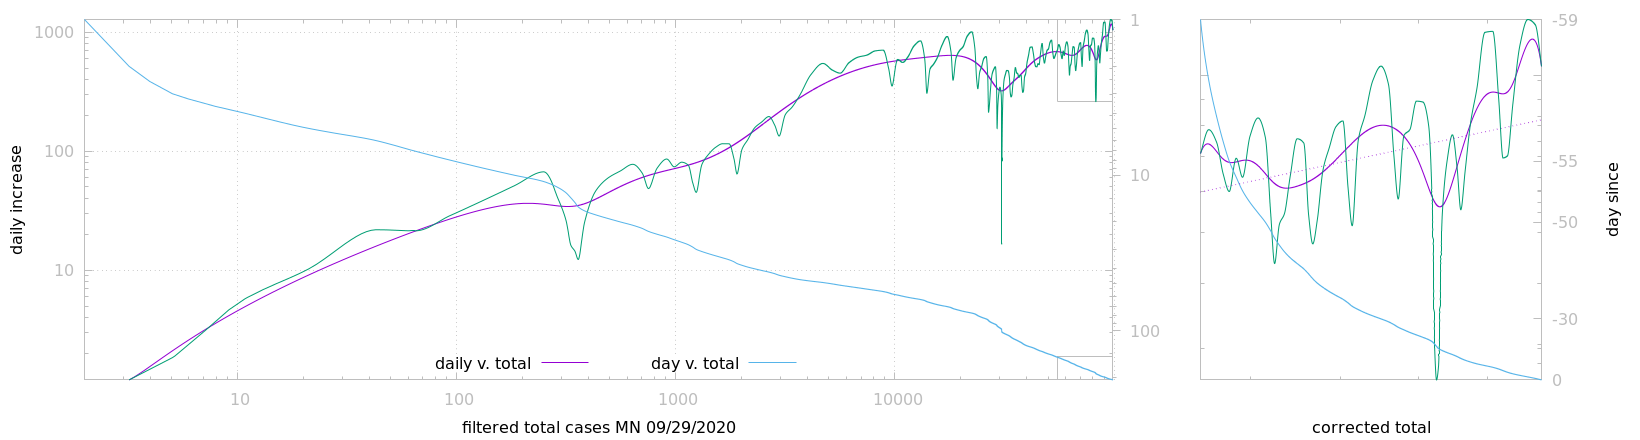 1000
100
10
daily increase
daily v. total
day v. total
10
100
1000
10000
filtered total cases MN 09/29/2020
1
10
100
-59
-55
-50
-30
0
day since
corrected total